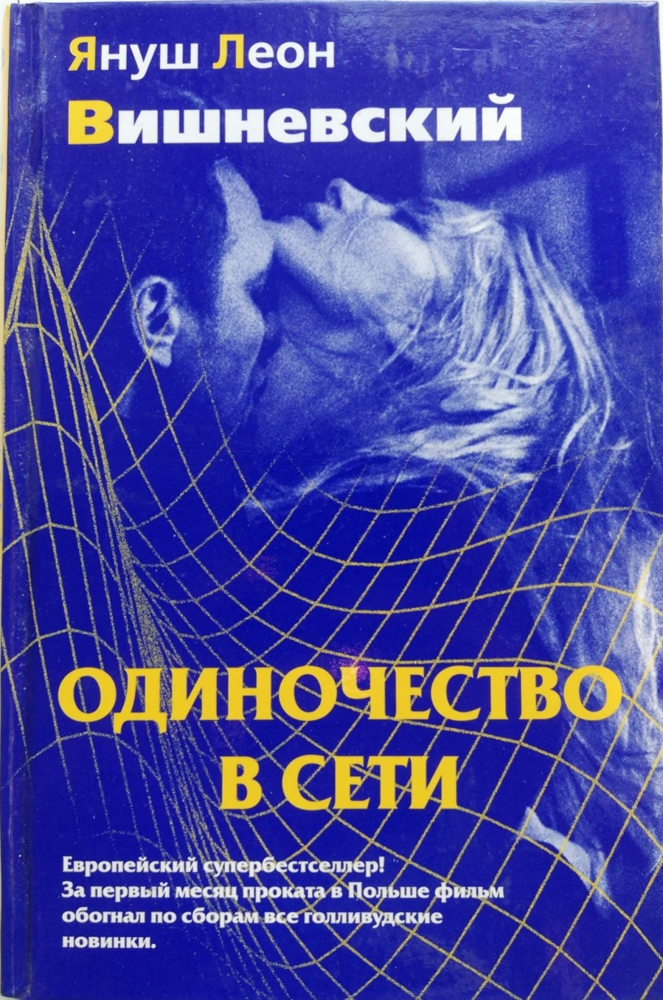 Януш Леон
Вишневский
ОДИНОЧЕСТВО
В СЕТИ
Европейский супербестселлер!
За первый месяц проката в Польше фильм
обогнал по сборам все голливудские
новинки.